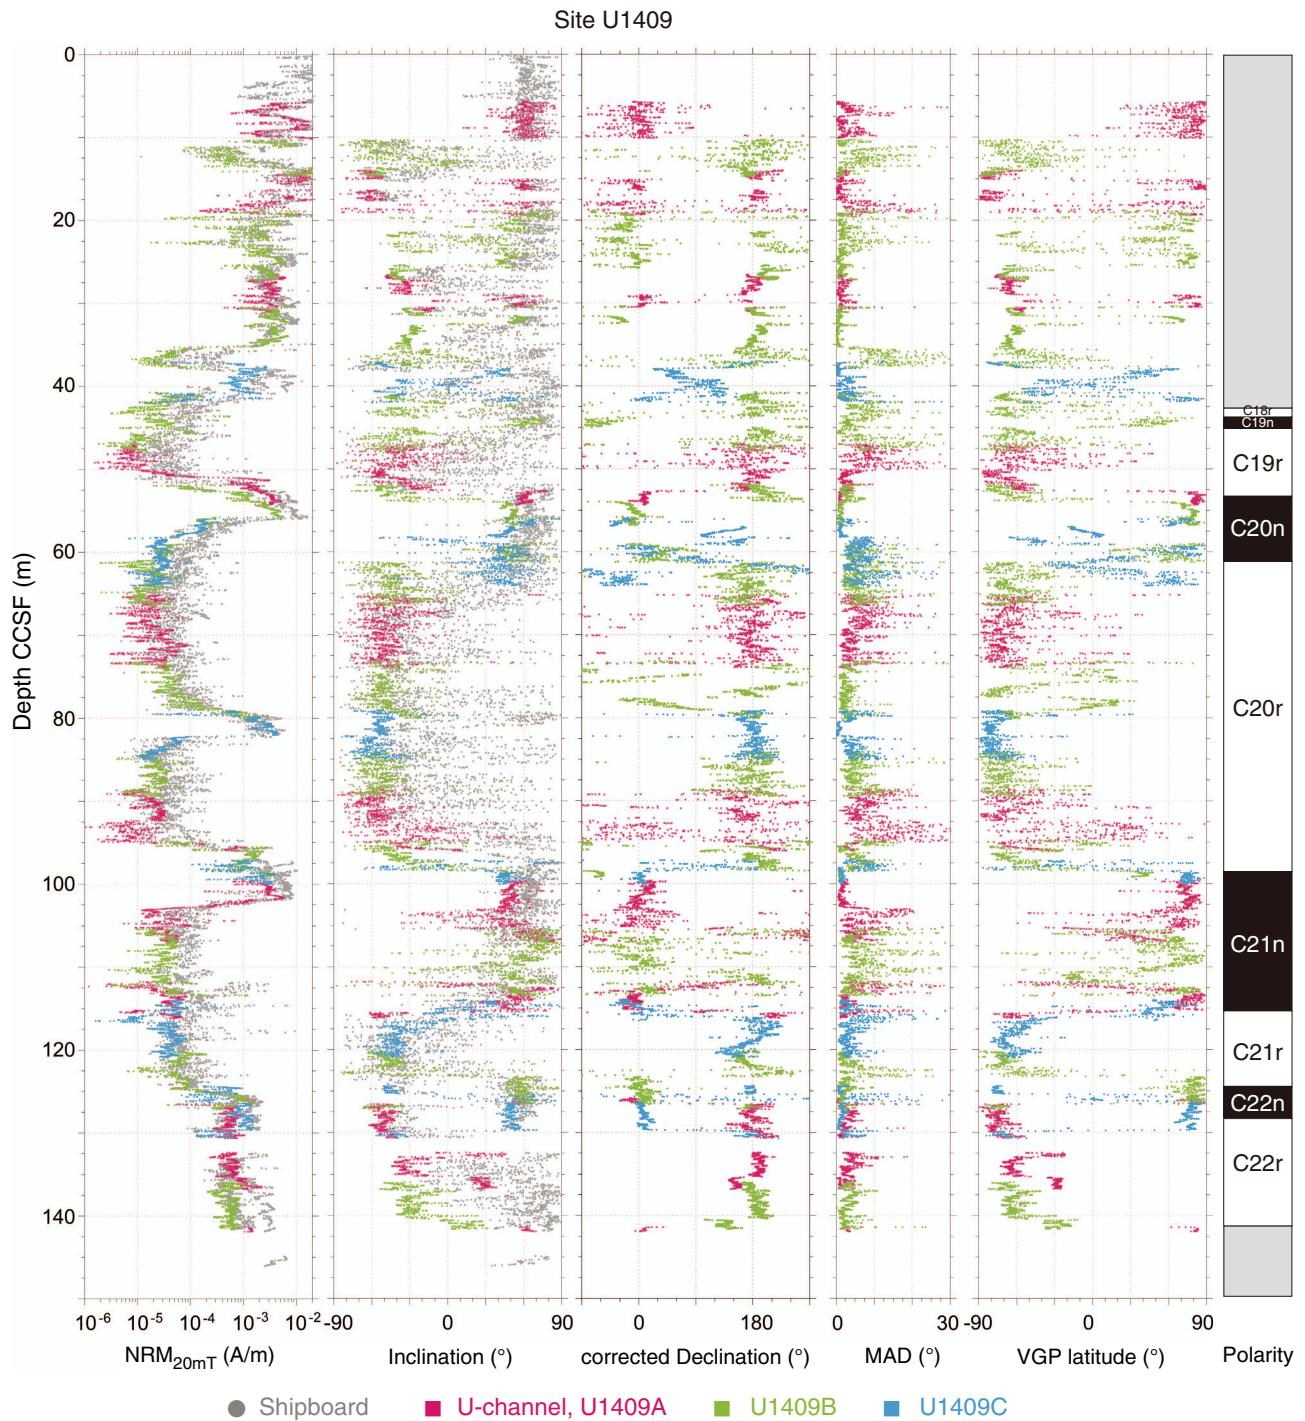 Site U1409
0
20
40
60
80
100
120
140
Depth CCSF (m)
10-6 10-5 10-4 10-3 10-2
NRM20mT (A/m)
-90 0 90
Inclination (°)
0 180
corrected Declination (°)
0 30
MAD (°)
-90 0 90
VGP latitude (°)
C18r
C19n
C19r
C20n
C20r
C21n
C21r
C22n
C22r
Polarity
Shipboard U-channel, U1409A U1409B U1409C